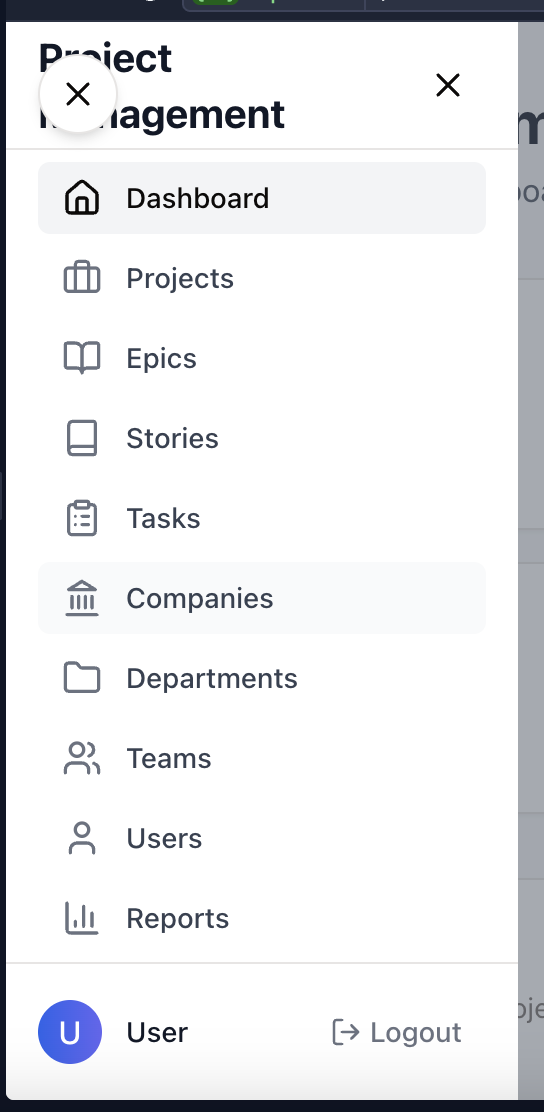 Project
Management
Dashboard
Projects
Epics
Stories
Tasks
Companies
Departments
Teams
Users
Reports
U
User
Logout